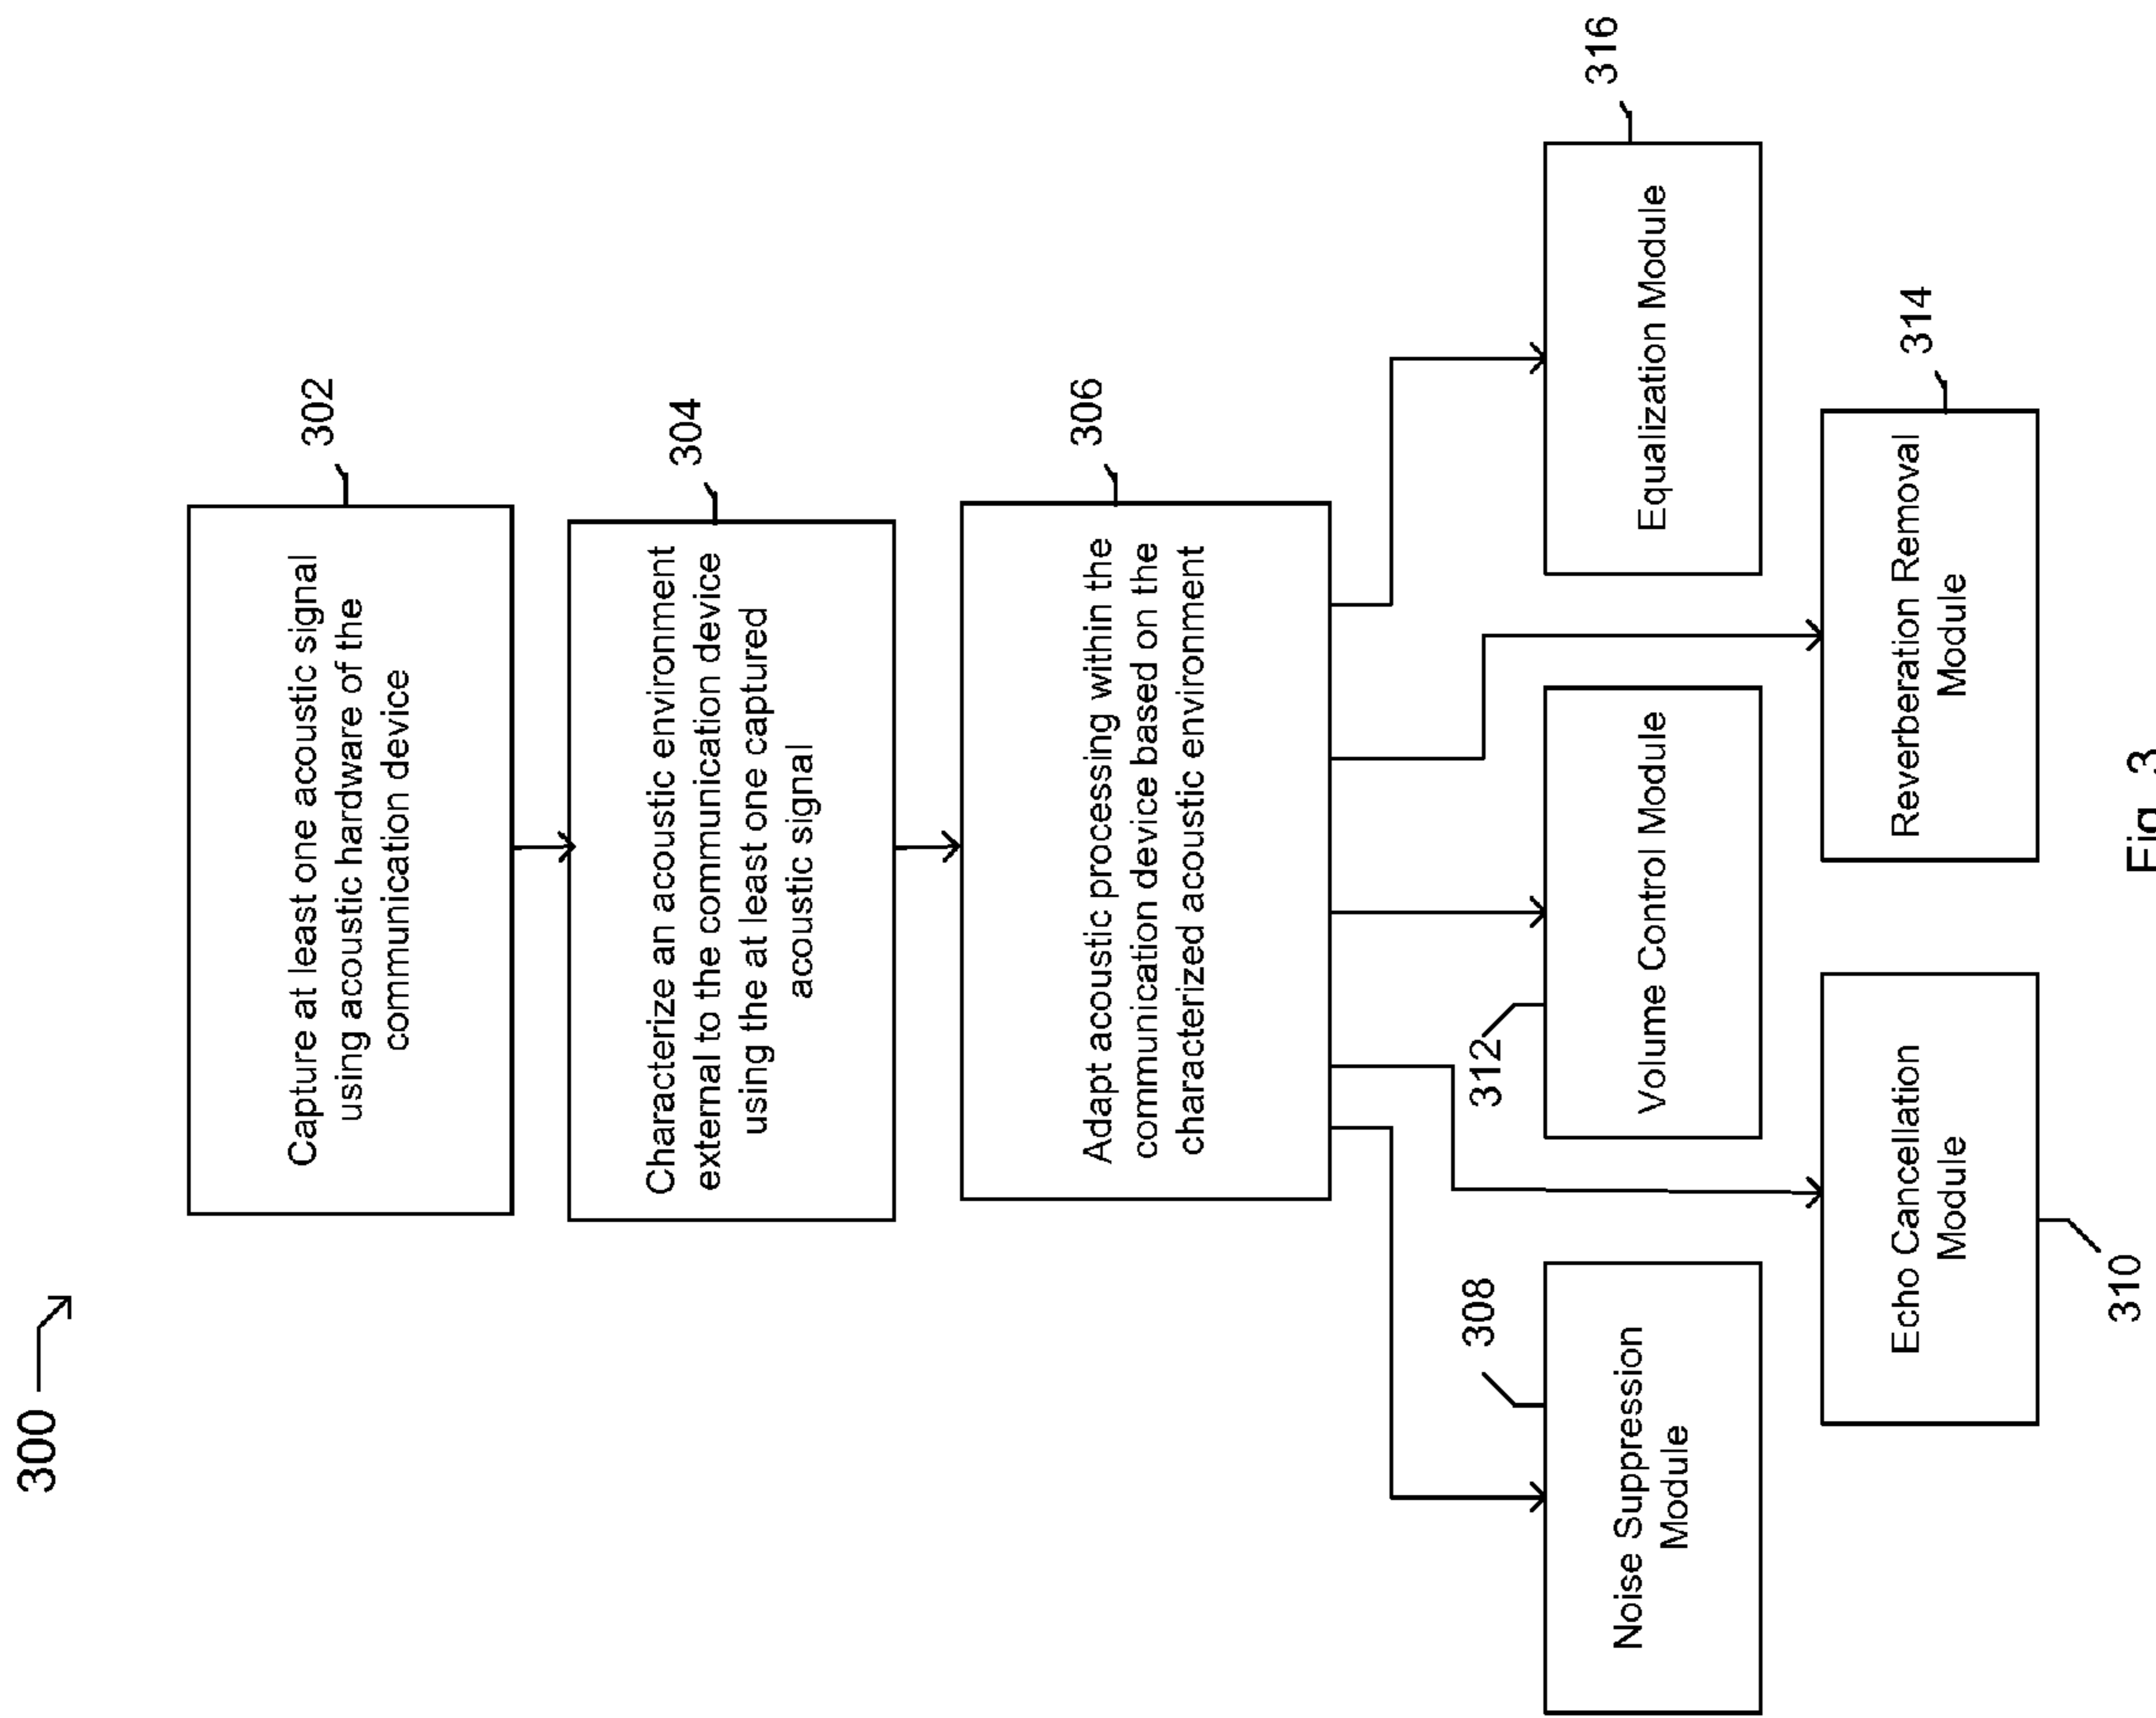 300
Capture at least one acoustic signal
using acoustic hardware of the
communication device
302
Characterize an acoustic environment
external to the communication device
using the at least one captured
acoustic signal
304
Adapt acoustic processing within the
communication device based on the
characterized acoustic environment
306
308
Noise Suppression
Module
312
Volume Control Module
316
Equalization Module
Echo Cancellation
Module
310
Reverberation Removal
Module
314
Fig. 3